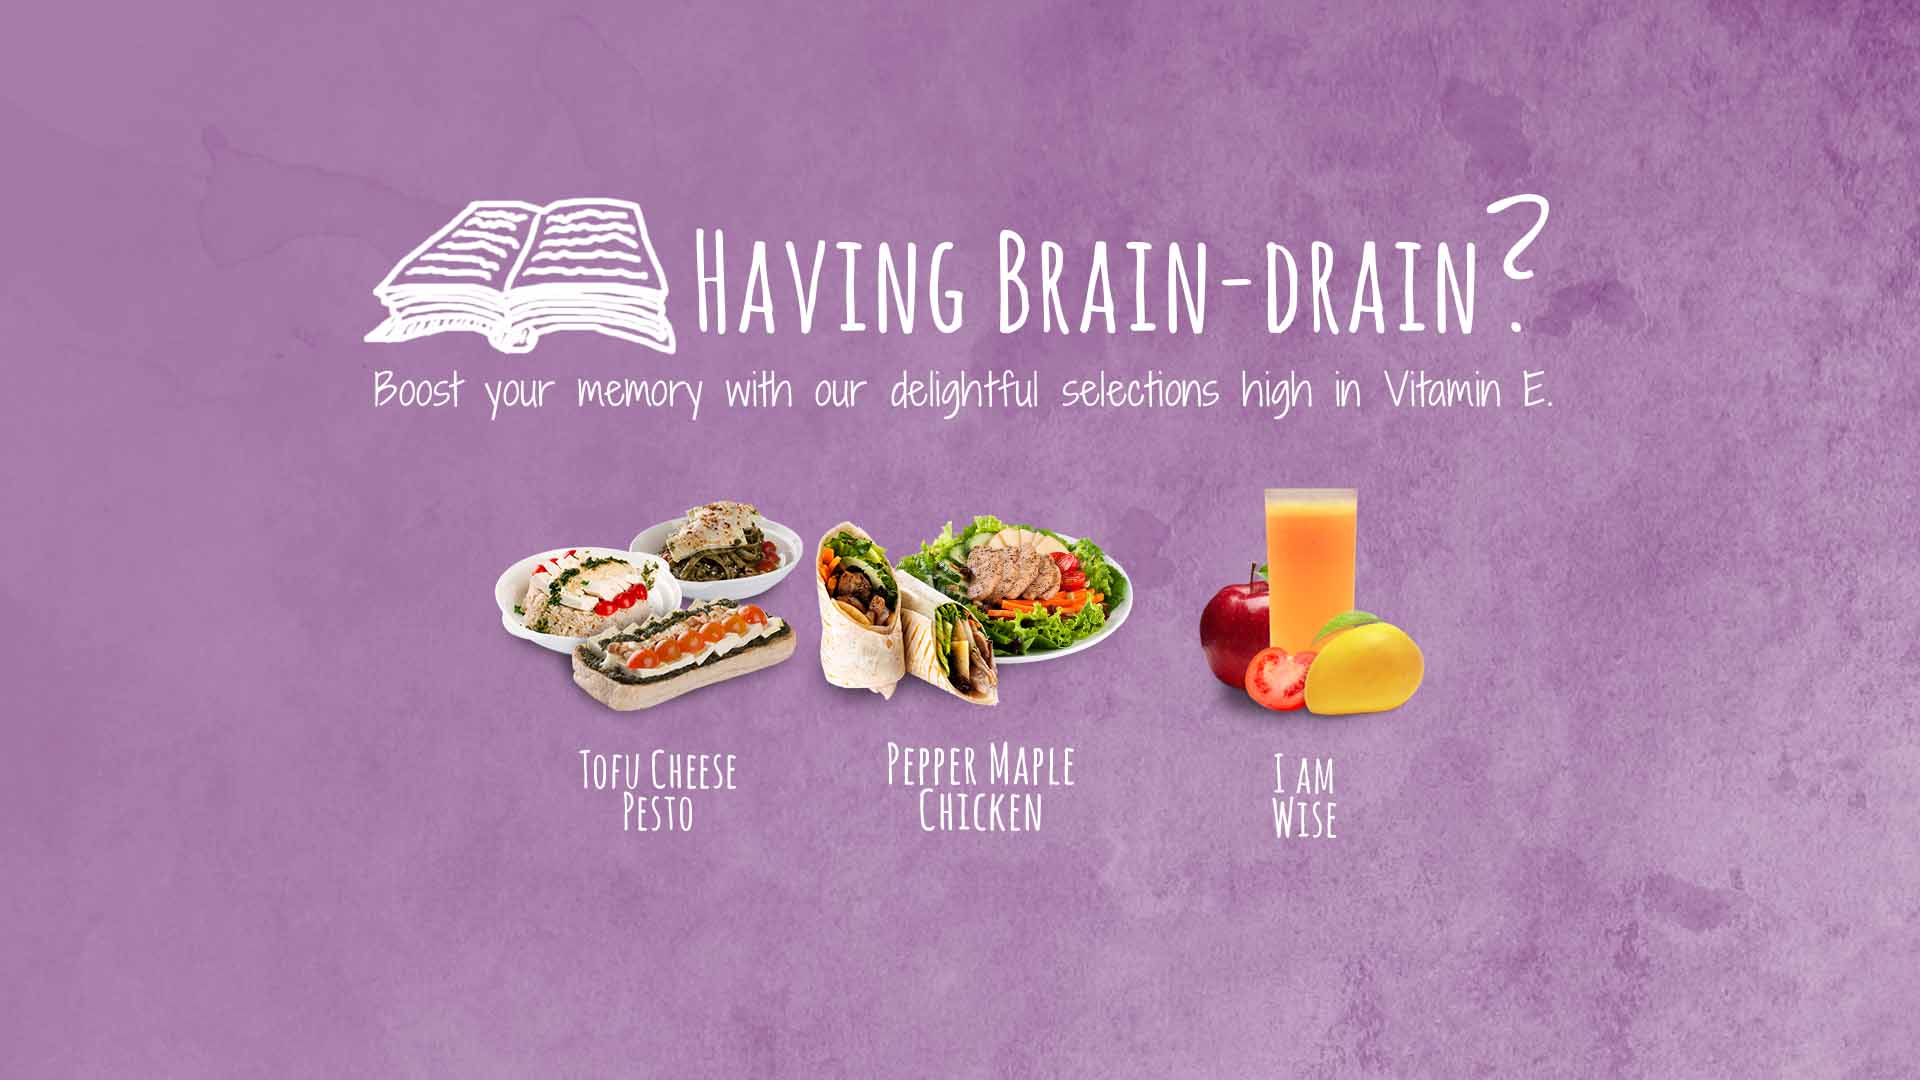 Having Brain-drain?
Boost your memory with our delightful selections high in Vitamin E.
Tofu Cheese
Pesto
Pepper Maple
Chicken
I am
Wise